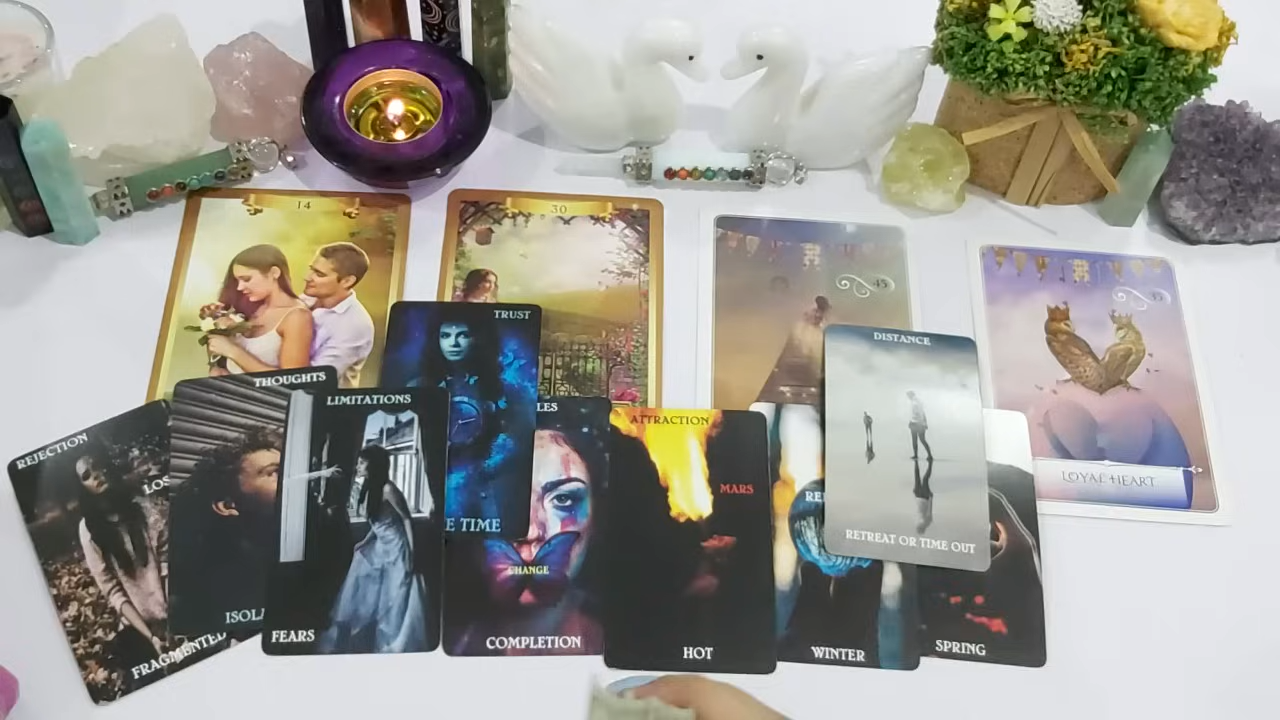 14
30
45
LOYAL HEART
TRUST
E TIME
DISTANCE
RETREAT OR TIME OUT
REJECTION
LOS
FRAGMENTED
THOUGHTS
ISOL
LIMITATIONS
FEARS
LES
CHANGE
COMPLETION
ATTRACTION
MARS
HOT
RE
WINTER
SPRING